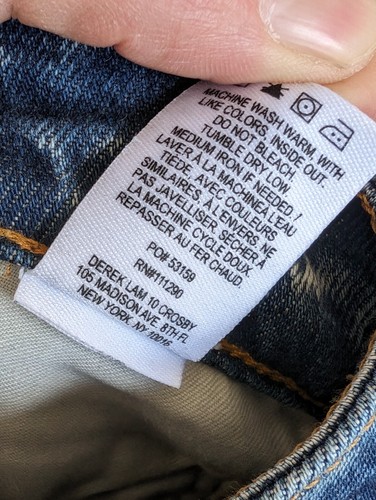 MACHINE WASH WARM, WITH
LIKE COLORS, INSIDE OUT.
DO NOT BLEACH.
TUMBLE DRY LOW.
MEDIUM IRON IF NEEDED. /
LAVER À LA MACHINE À L'EAU
TIÈDE, AVEC COULEURS
SIMILAIRES, À L'ENVERS. NE
PAS JAVELLISER. SÉCHER À
LA MACHINE CYCLE DOUX.
REPASSER AU FER CHAUD.
PO# 53159
RN#111290
DEREK LAM 10 CROSBY
105 MADISON AVE. 8TH FL
NEW YORK, NY 10016